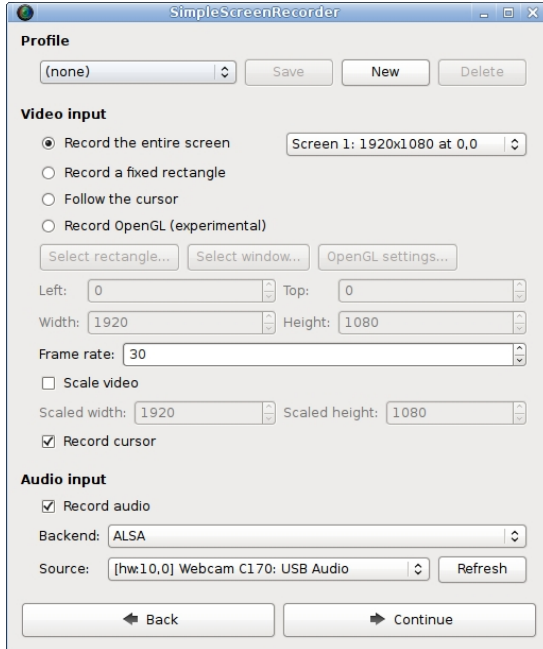 SimpleScreenRecorder
Profile
(none) Save New Delete
Video input
Record the entire screen Screen 1: 1920x1080 at 0,0
Record a fixed rectangle
Follow the cursor
Record OpenGL (experimental)
Select rectangle... Select window... OpenGL settings...
Left: 0 Top: 0
Width: 1920 Height: 1080
Frame rate: 30
Scale video
Scaled width: 1920 Scaled height: 1080
Record cursor
Audio input
Record audio
Backend: ALSA
Source: [hw:10,0] Webcam C170: USB Audio Refresh
Back Continue